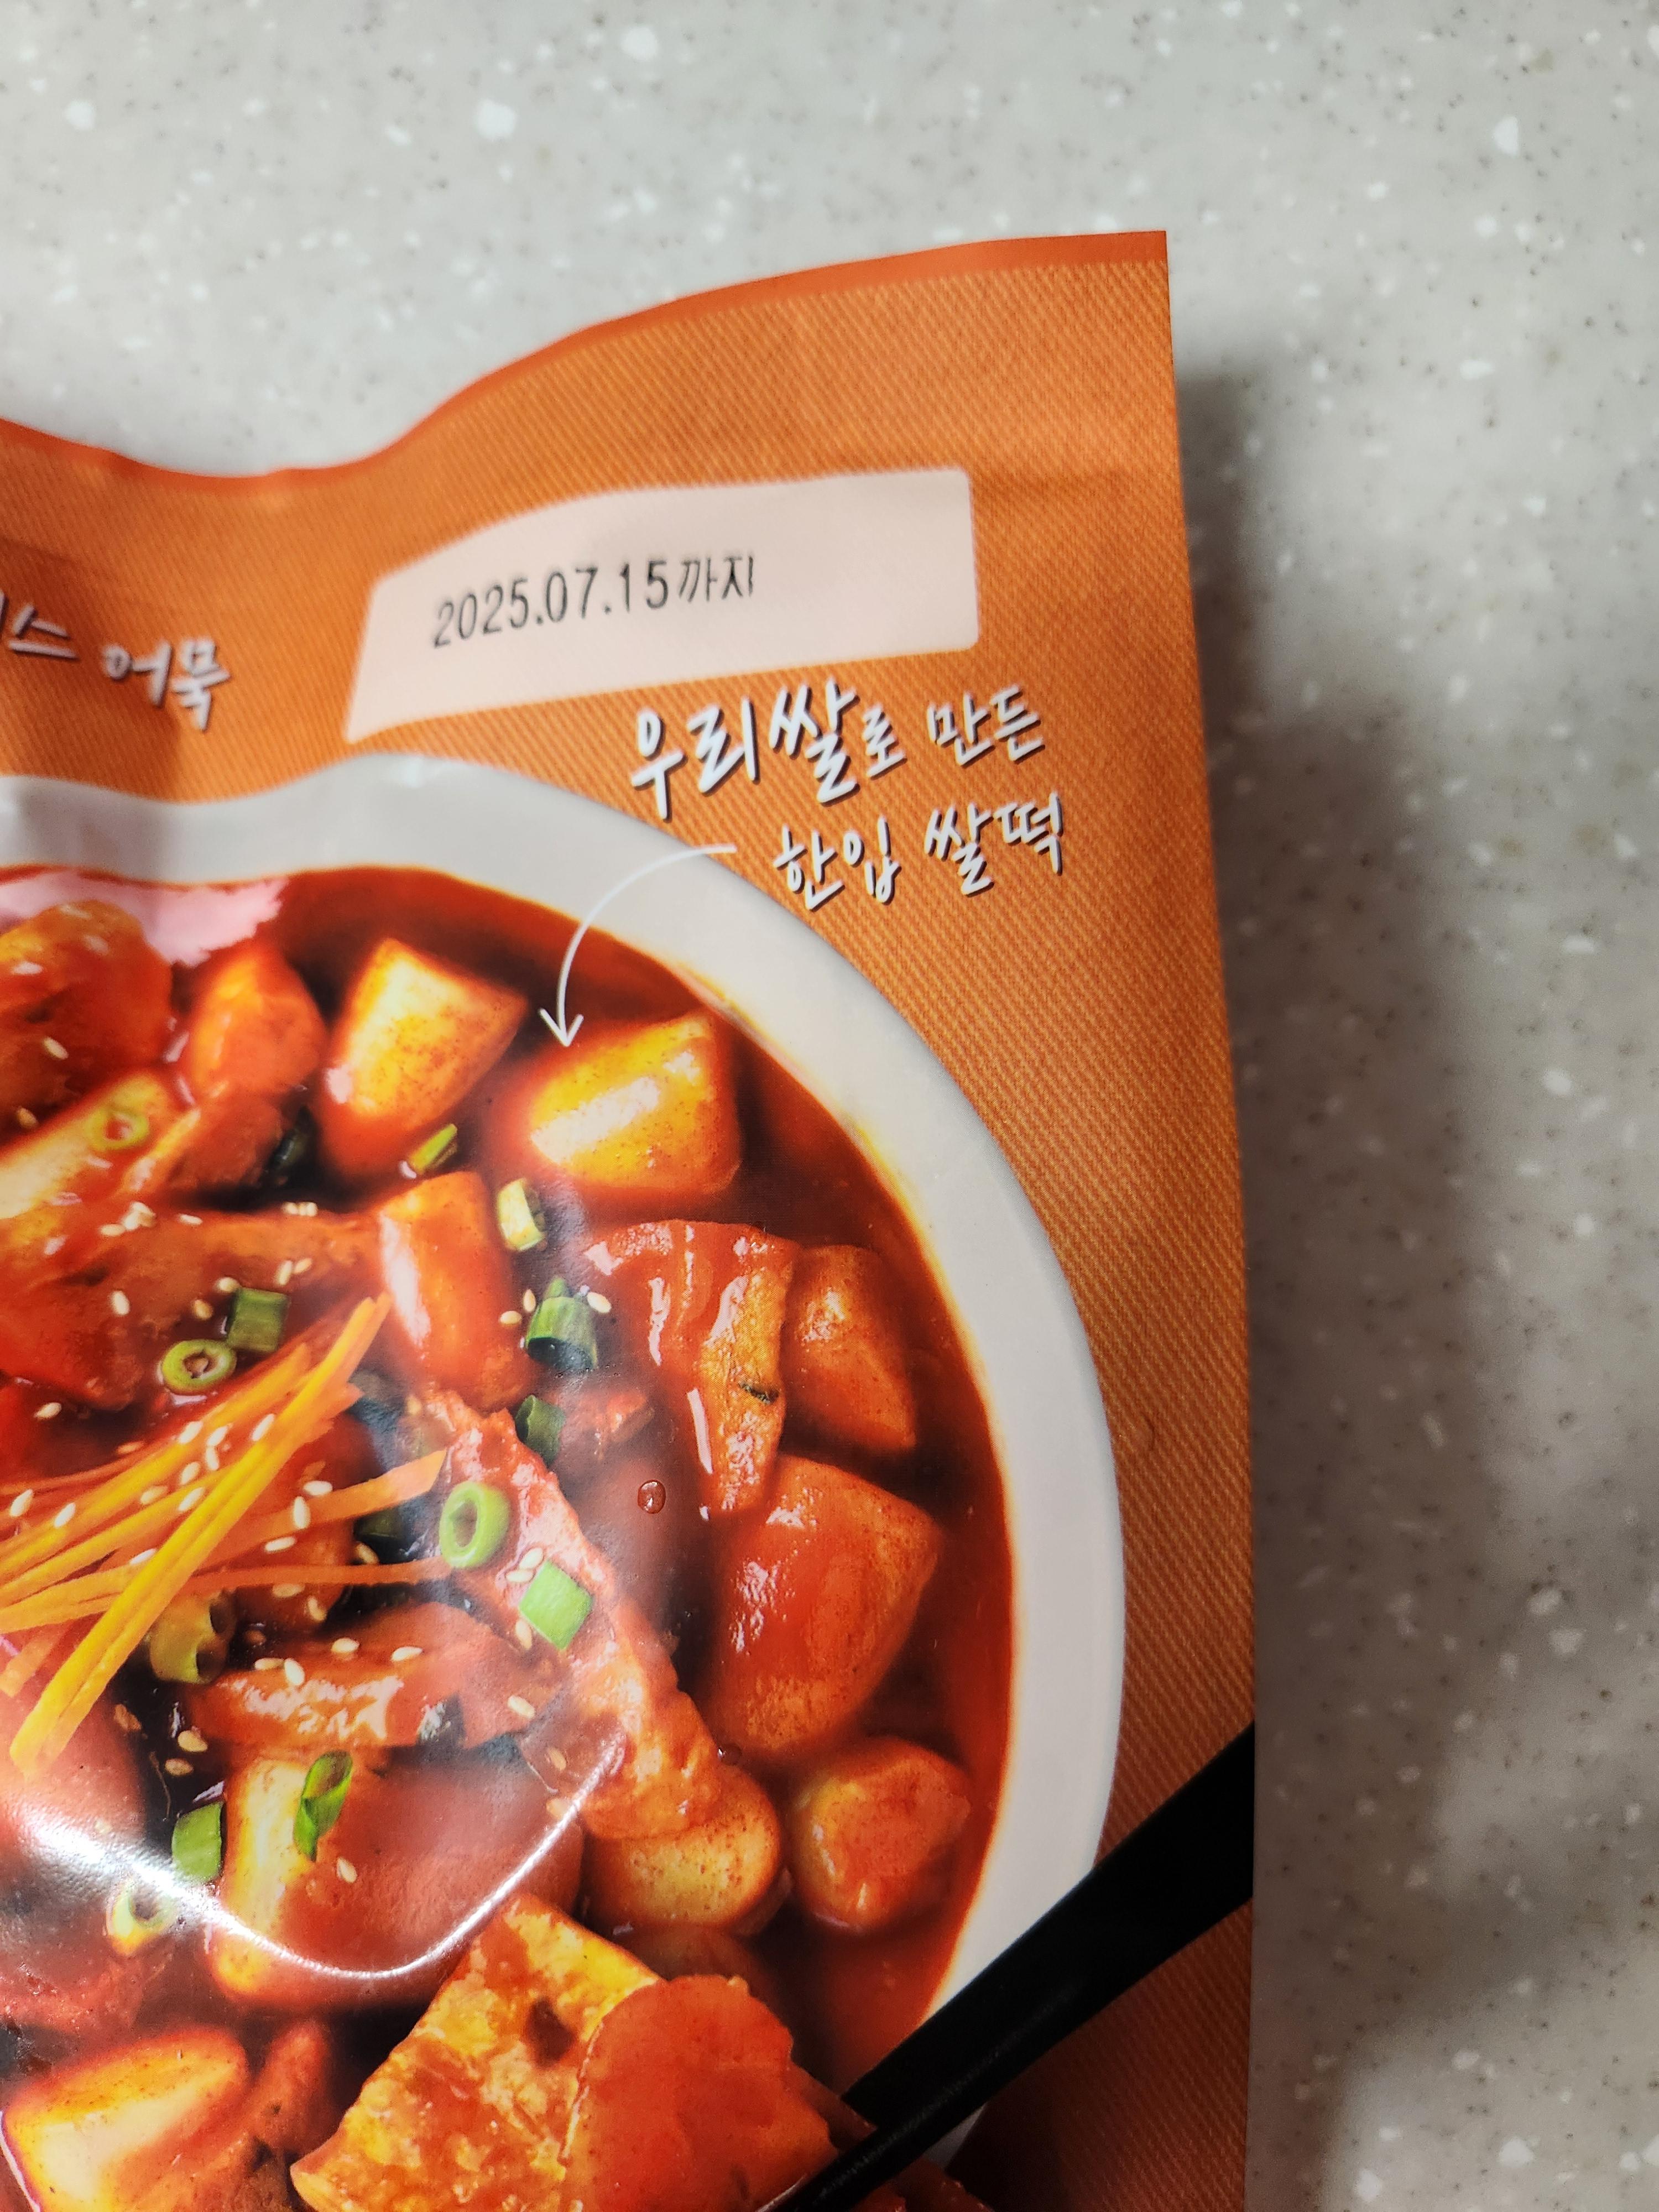 2025.07.15까지
어묵
우리쌀로 만든
한입 쌀떡